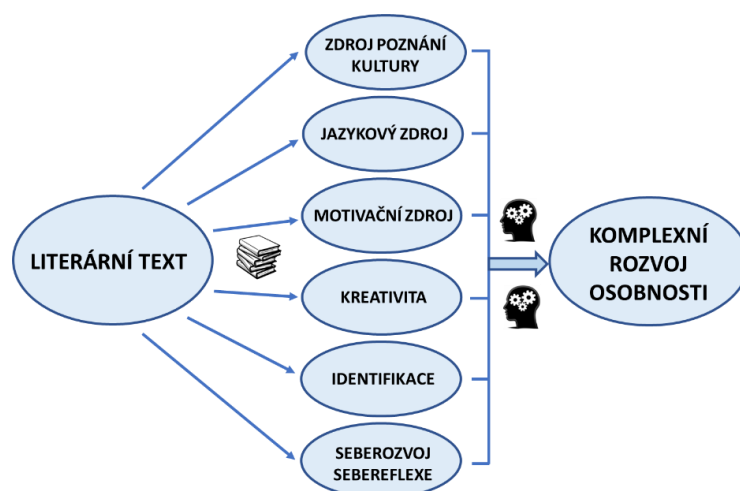 LITERÁRNÍ TEXT
ZDROJ POZNÁNÍ
KULTURY
JAZYKOVÝ ZDROJ
MOTIVAČNÍ ZDROJ
KREATIVITA
IDENTIFIKACE
SEBEROZVOJ
SEBEREFLEXE
KOMPLEXNÍ
ROZVOJ
OSOBNOSTI